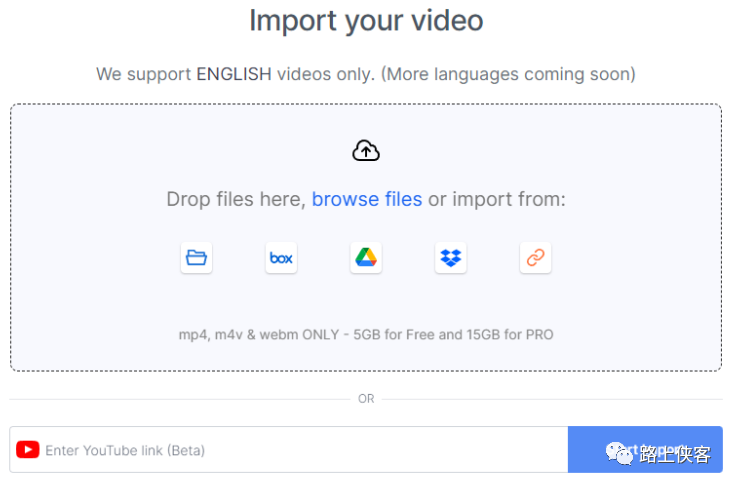 Import your video
We support ENGLISH videos only. (More languages coming soon)
Drop files here, browse files or import from:
box
mp4, m4v & webm ONLY - 5GB for Free and 15GB for PRO
OR
Enter YouTube link (Beta)
路上侠客